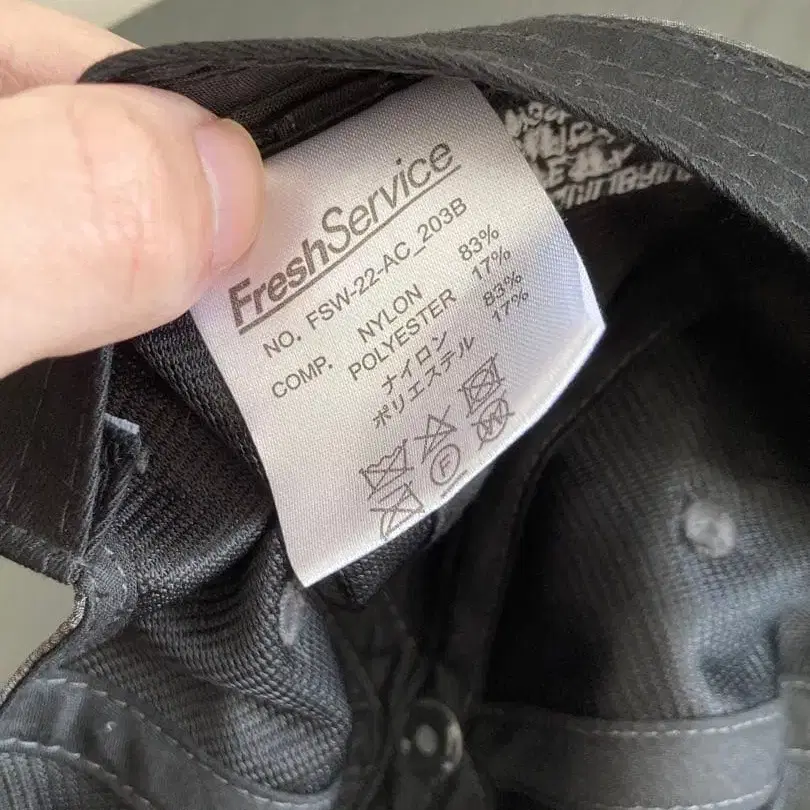 FreshService
NO. FSW-22-AC_203B
COMP. NYLON 83%
POLYESTER 17%
ナイロン 83%
ポリエステル 17%
F
W